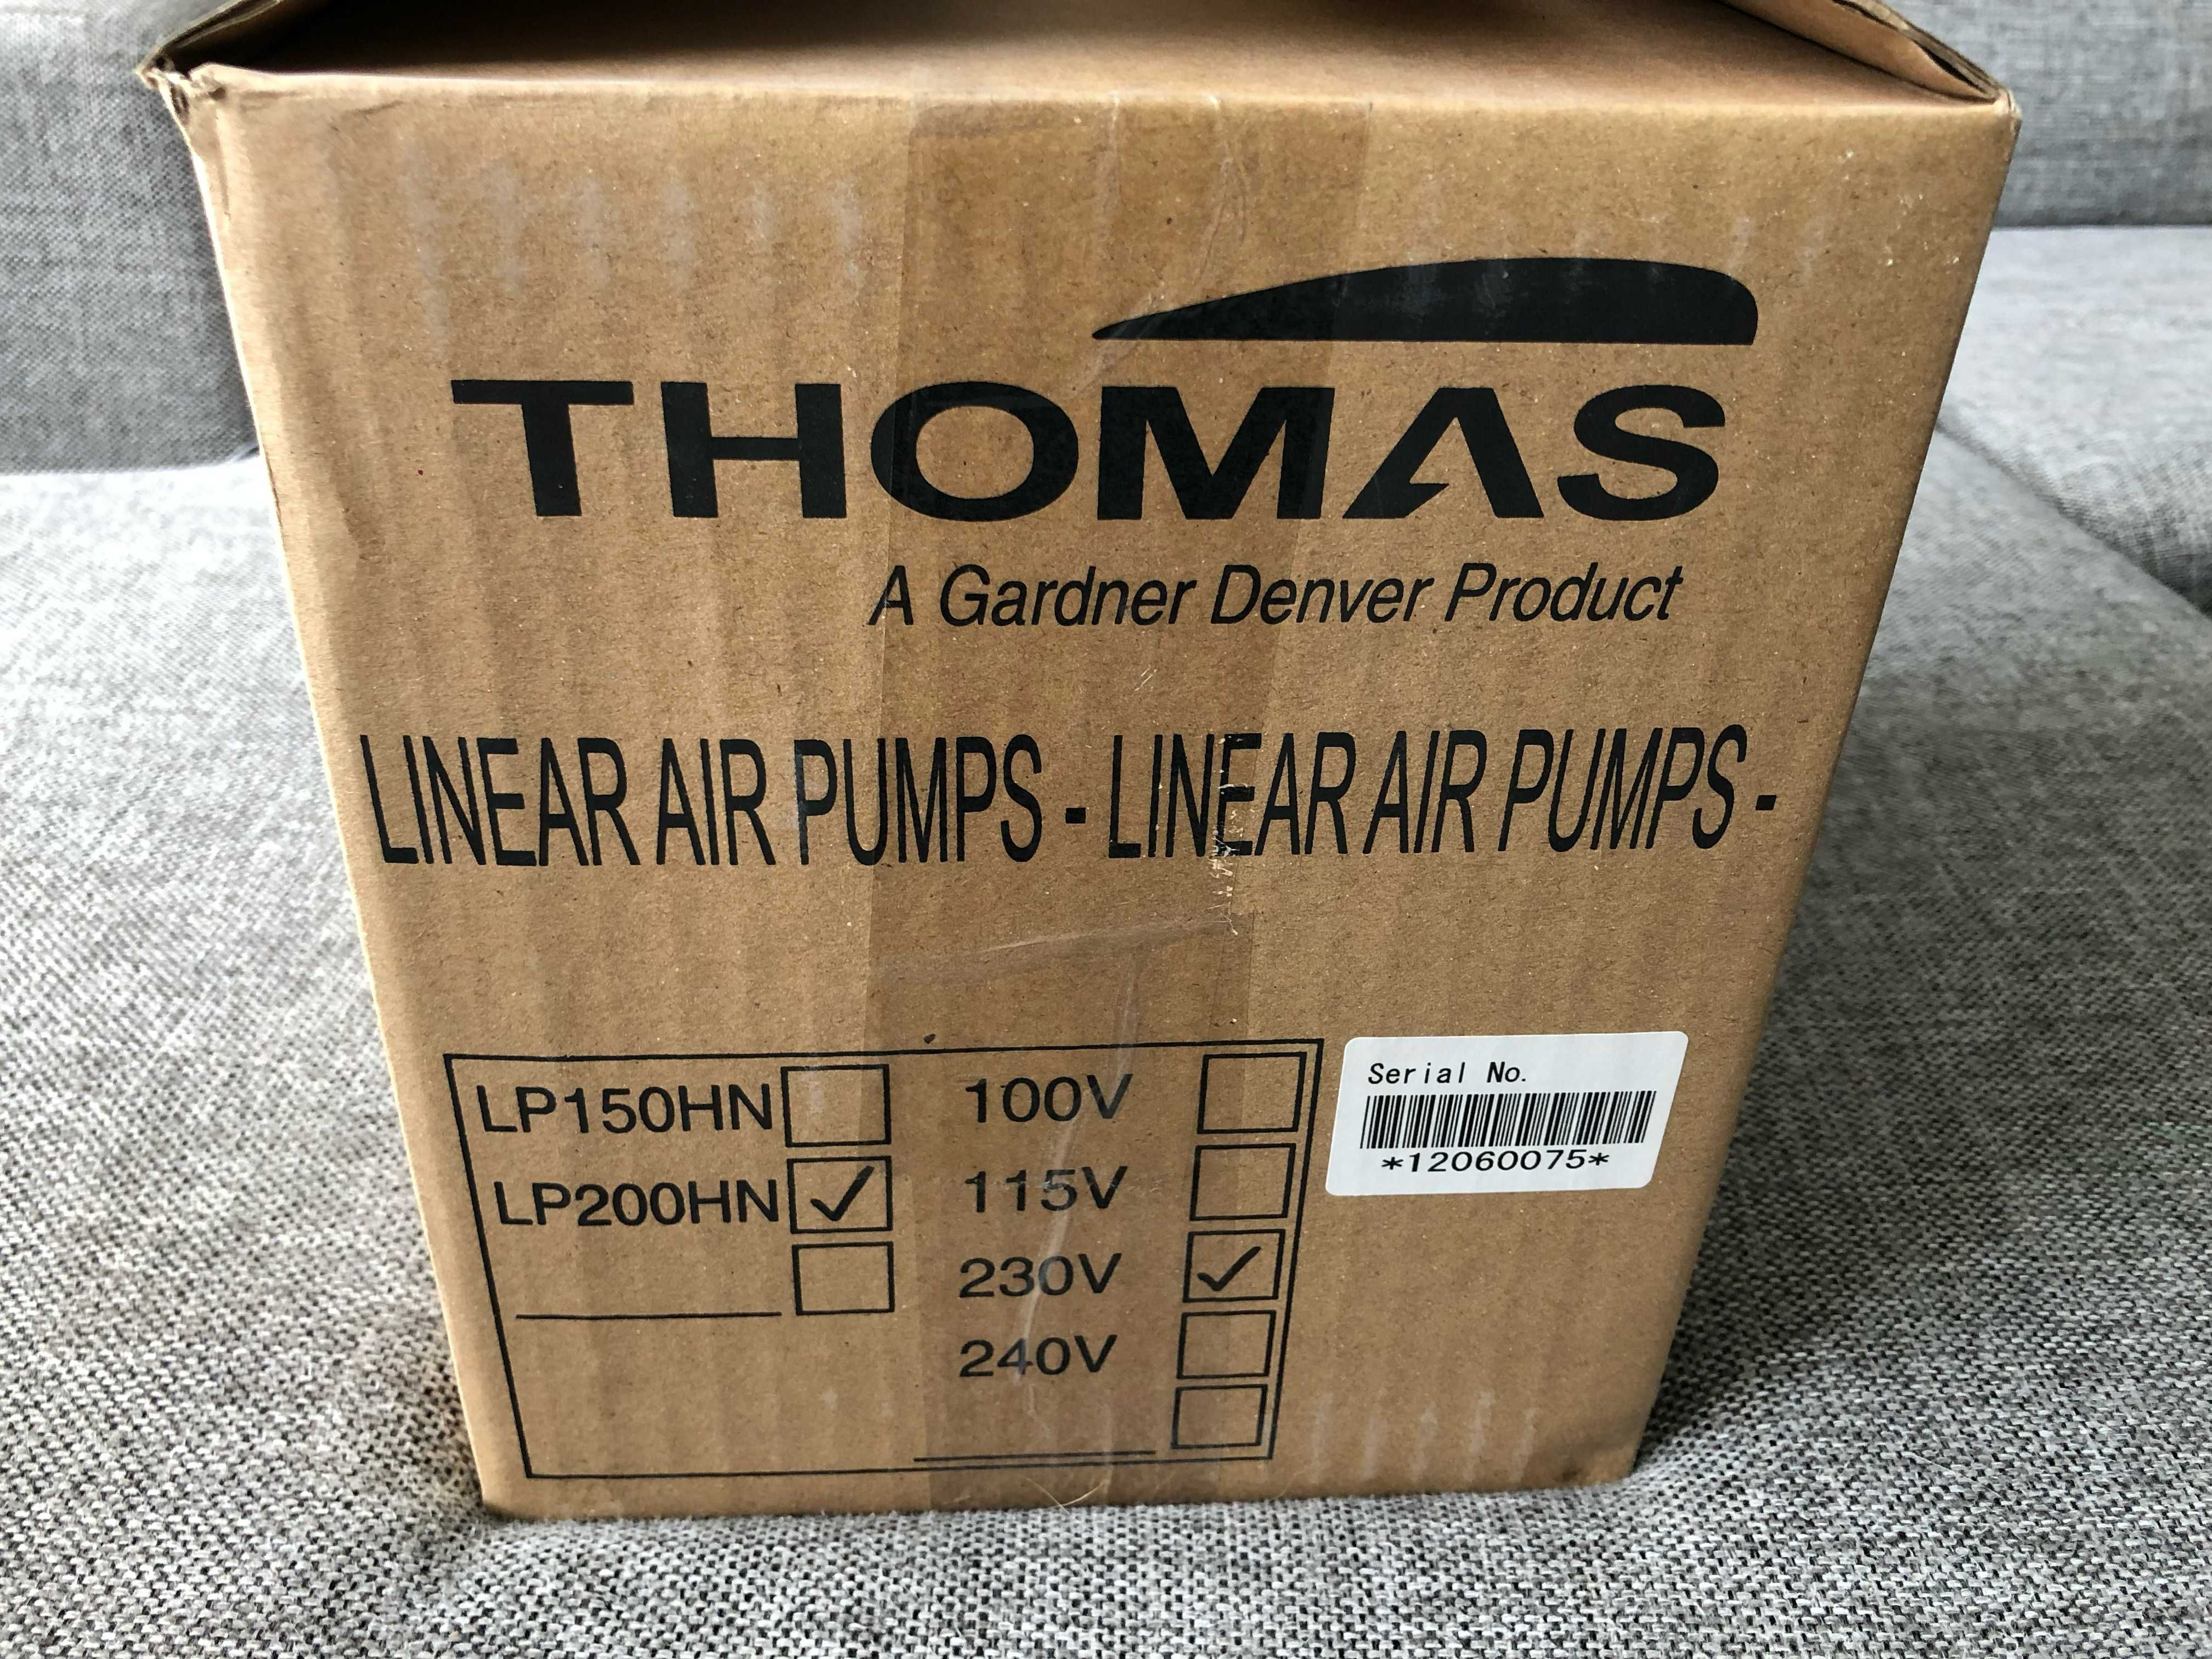 THOMAS
A Gardner Denver Product
LINEAR AIR PUMPS - LINEAR AIR PUMPS -
LP150HN 100V
LP200HN ✓ 115V
230V ✓
240V
Serial No.
*12060075*